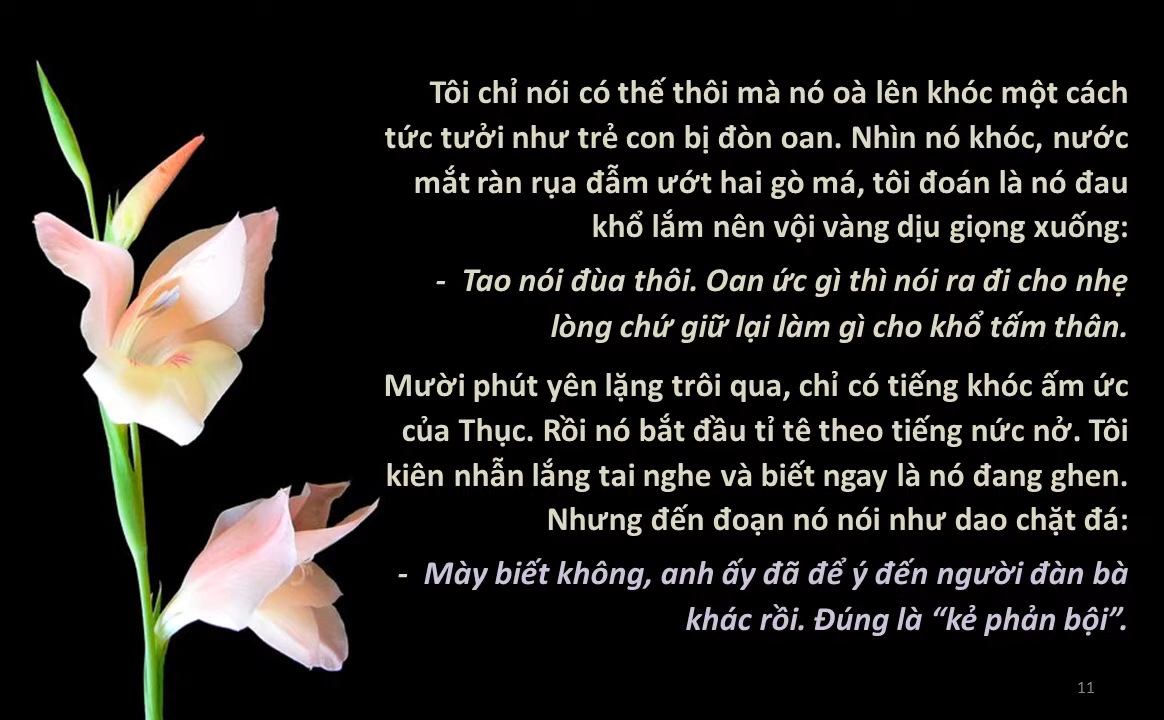 Tôi chỉ nói có thế thôi mà nó oà lên khóc một cách
tức tưởi như trẻ con bị đòn oan. Nhìn nó khóc, nước
mắt ràn rụa đẫm ướt hai gò má, tôi đoán là nó đau
khổ lắm nên vội vàng dịu giọng xuống:
- Tao nói đùa thôi. Oan ức gì thì nói ra đi cho nhẹ
lòng chứ giữ lại làm gì cho khổ tấm thân.
Mười phút yên lặng trôi qua, chỉ có tiếng khóc ấm ức
của Thục. Rồi nó bắt đầu tỉ tê theo tiếng nức nở. Tôi
kiên nhẫn lắng tai nghe và biết ngay là nó đang ghen.
Nhưng đến đoạn nó nói như dao chặt đá:
- Mày biết không, anh ấy đã để ý đến người đàn bà
khác rồi. Đúng là “kẻ phản bội”.
11